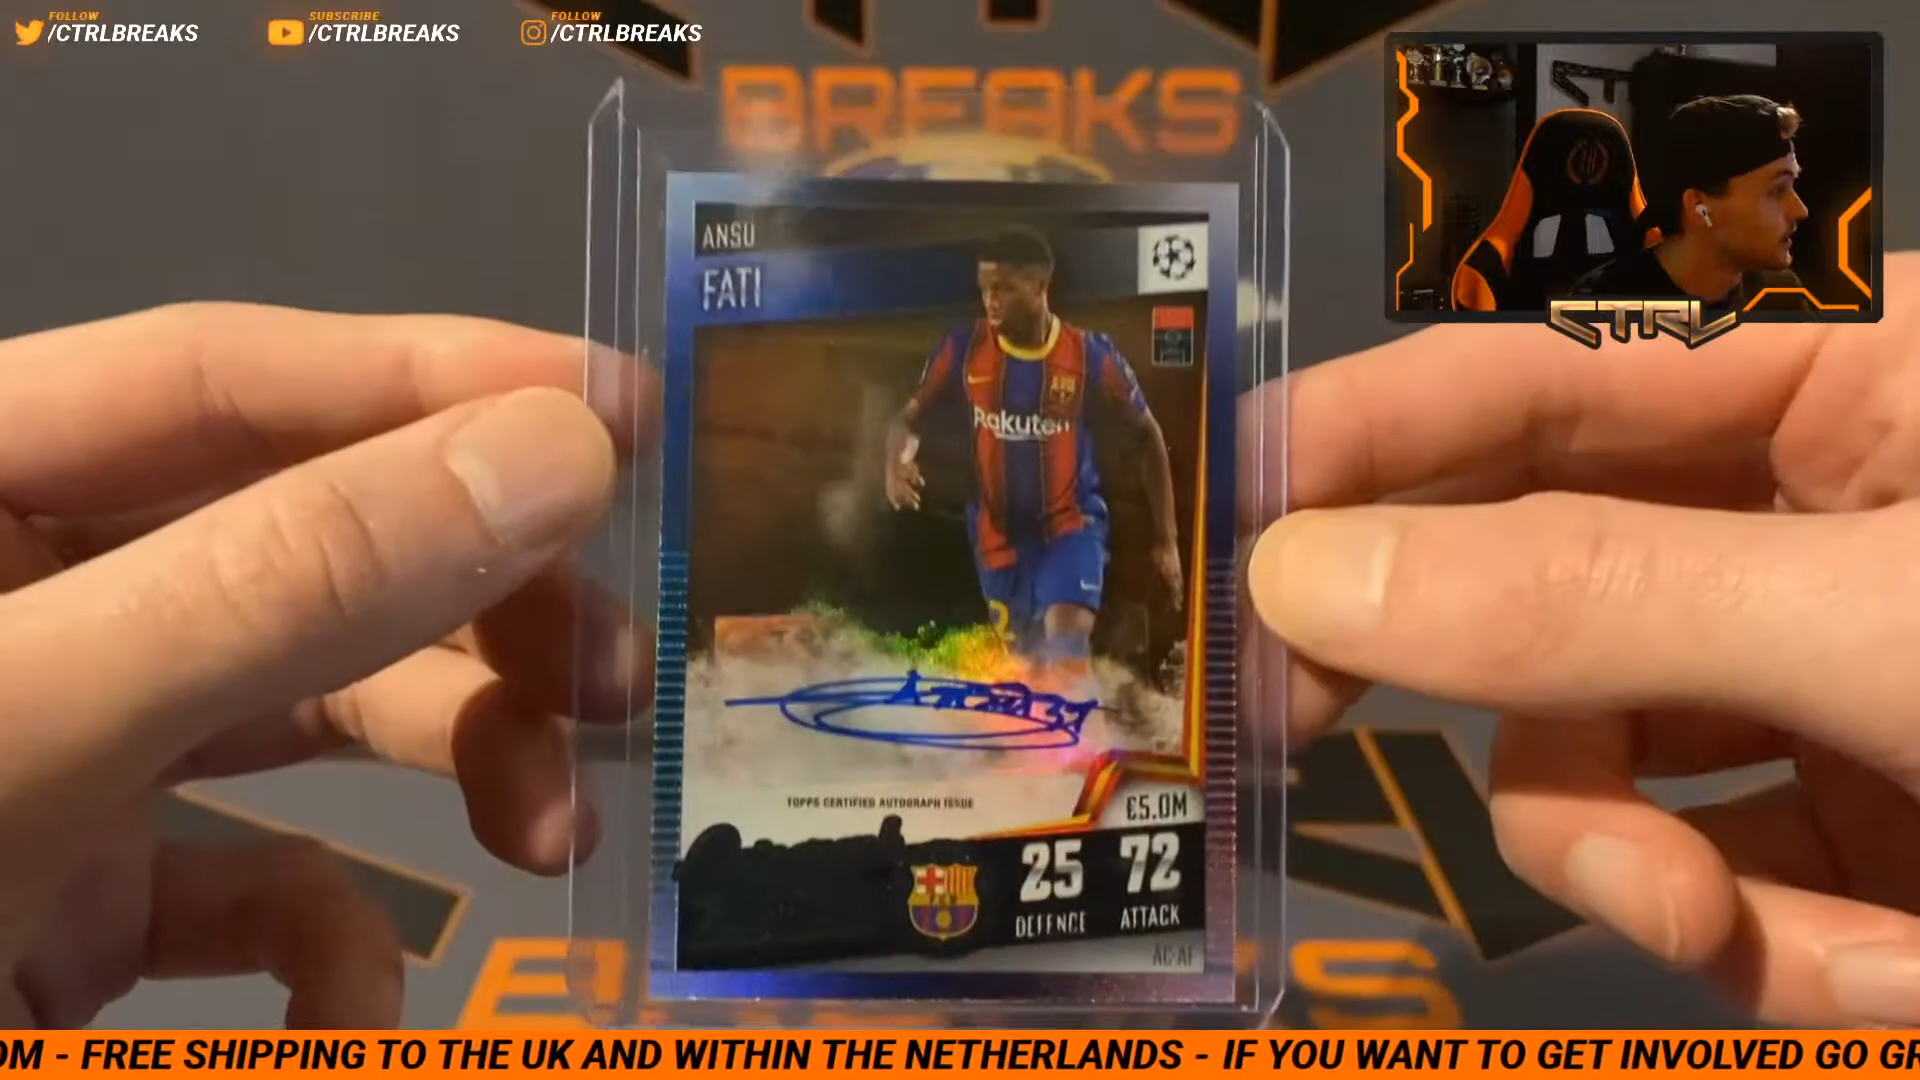 FOLLOW
/CTRLBREAKS
SUBSCRIBE
/CTRLBREAKS
FOLLOW
/CTRLBREAKS
BREAKS
CTRL
ANSU
FATI
Rakuten
TOPPS CERTIFIED AUTOGRAPH ISSUE
€5.0M
25
72
DEFENCE
ATTACK
AC-AF
OM - FREE SHIPPING TO THE UK AND WITHIN THE NETHERLANDS - IF YOU WANT TO GET INVOLVED GO GR